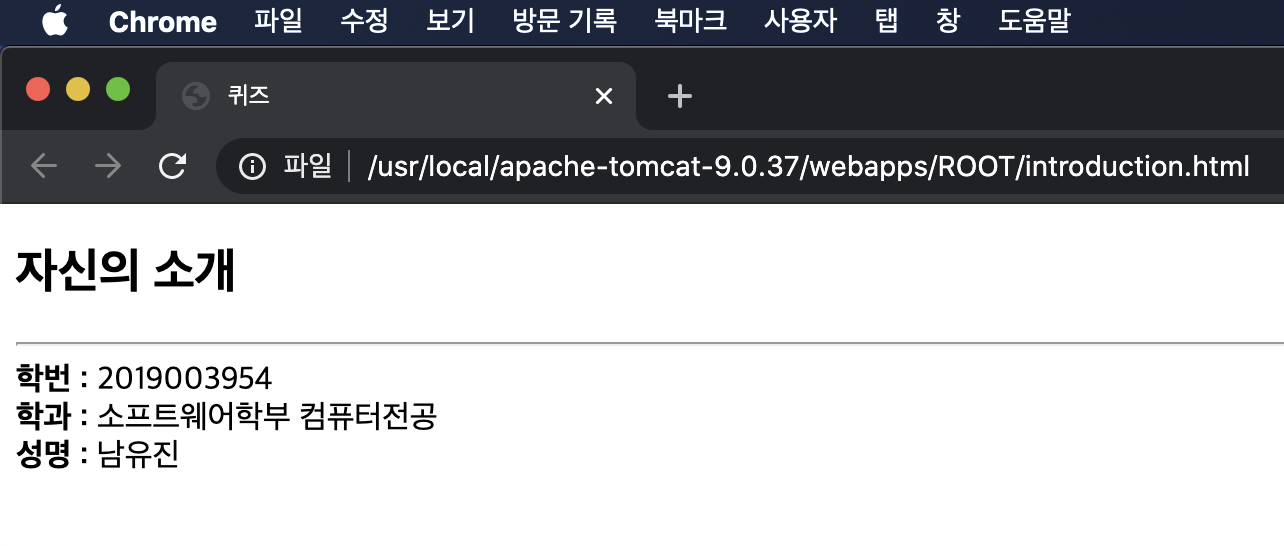 Chrome 파일 수정 보기 방문 기록 북마크 사용자 탭 창 도움말
퀴즈
파일 /usr/local/apache-tomcat-9.0.37/webapps/ROOT/introduction.html
자신의 소개
학번 : 2019003954
학과 : 소프트웨어학부 컴퓨터전공
성명 : 남유진